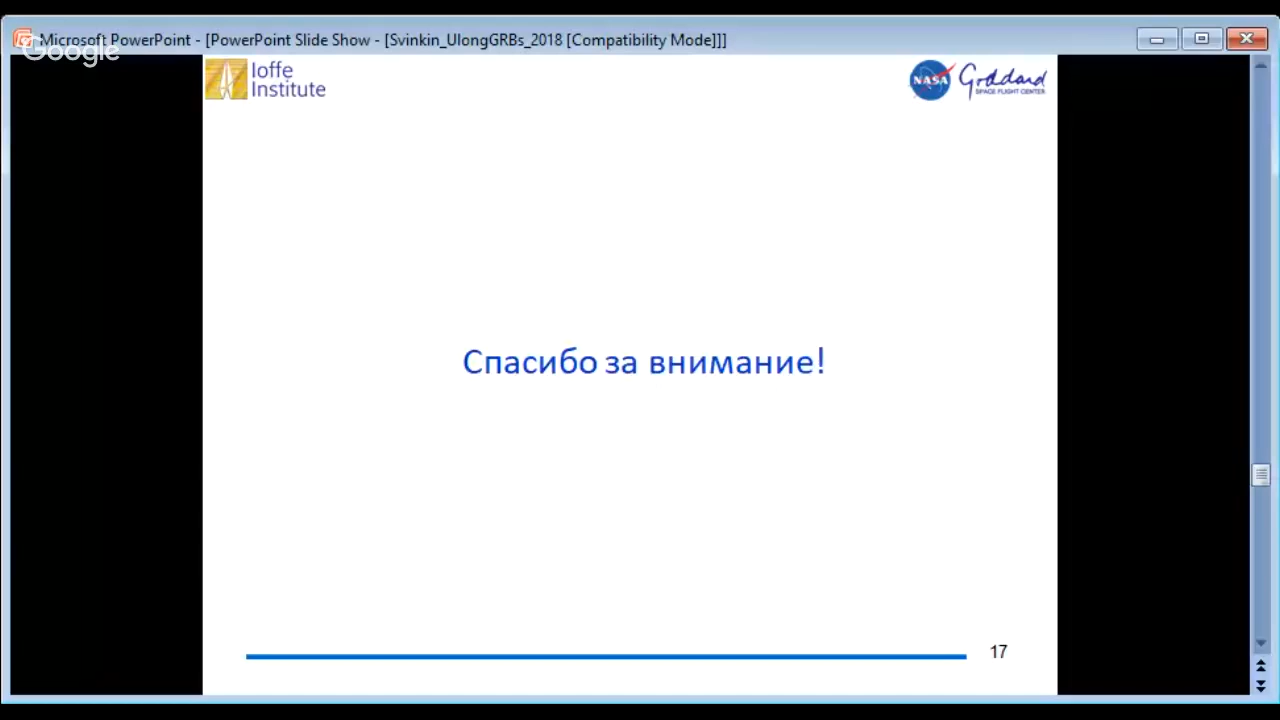 Microsoft PowerPoint - [PowerPoint Slide Show - [Svinkin_UlongGRBs_2018 [Compatibility Mode]]]
Google
Ioffe
Institute
NASA
Goddard
SPACE FLIGHT CENTER
Спасибо за внимание!
17